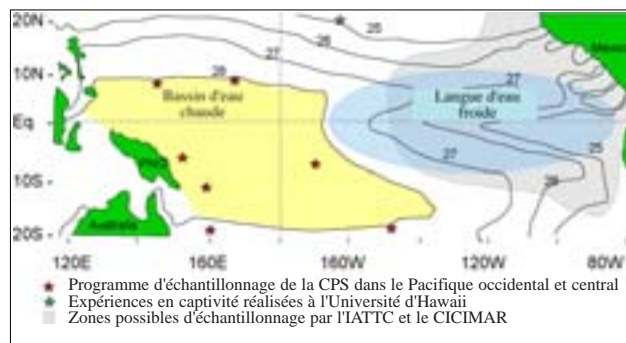 20N
25
26
27
Mexico
10N
28
27
Bassin d'eau
chaude
Langue d'eau
froide
Eq
25
27
26
PNG
10S
Australia
20S
120E 160E 160W 120W 80W
Programme d'échantillonnage de la CPS dans le Pacifique occidental et central
Expériences en captivité réalisées à l'Université d'Hawaii
Zones possibles d'échantillonnage par l'IATTC et le CICIMAR